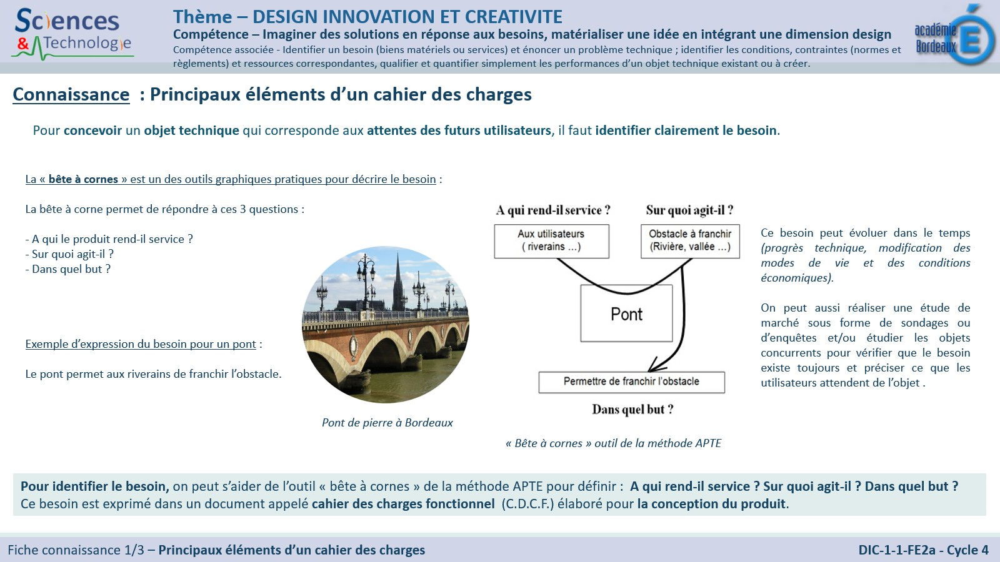 Sciences
& Technologie
Thème – DESIGN INNOVATION ET CREATIVITE
Compétence – Imaginer des solutions en réponse aux besoins, matérialiser une idée en intégrant une dimension design
Compétence associée - Identifier un besoin (biens matériels ou services) et énoncer un problème technique ; identifier les conditions, contraintes (normes et
règlements) et ressources correspondantes, qualifier et quantifier simplement les performances d’un objet technique existant ou à créer.
académie
Bordeaux
É
Connaissance : Principaux éléments d’un cahier des charges
Pour concevoir un objet technique qui corresponde aux attentes des futurs utilisateurs, il faut identifier clairement le besoin.
La « bête à cornes » est un des outils graphiques pratiques pour décrire le besoin :
La bête à corne permet de répondre à ces 3 questions :
- A qui le produit rend-il service ?
- Sur quoi agit-il ?
- Dans quel but ?
Exemple d’expression du besoin pour un pont :
Le pont permet aux riverains de franchir l’obstacle.
Pont de pierre à Bordeaux
A qui rend-il service ?
Sur quoi agit-il ?
Aux utilisateurs
( riverains ...)
Obstacle à franchir
(Rivière, vallée ...)
Pont
Permettre de franchir l’obstacle
Dans quel but ?
« Bête à cornes » outil de la méthode APTE
Ce besoin peut évoluer dans le temps
(progrès technique, modification des
modes de vie et des conditions
économiques).
On peut aussi réaliser une étude de
marché sous forme de sondages ou
d’enquêtes et/ou étudier les objets
concurrents pour vérifier que le besoin
existe toujours et préciser ce que les
utilisateurs attendent de l’objet .
Pour identifier le besoin, on peut s’aider de l’outil « bête à cornes » de la méthode APTE pour définir : A qui rend-il service ? Sur quoi agit-il ? Dans quel but ?
Ce besoin est exprimé dans un document appelé cahier des charges fonctionnel (C.D.C.F.) élaboré pour la conception du produit.
Fiche connaissance 1/3 – Principaux éléments d’un cahier des charges
DIC-1-1-FE2a - Cycle 4